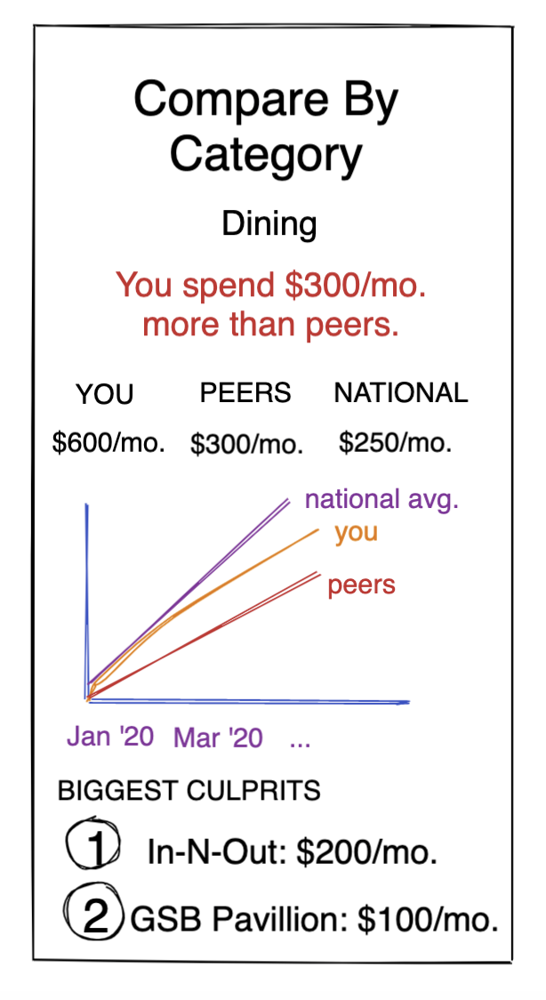 Compare By
Category
Dining
You spend $300/mo.
more than peers.
YOU PEERS NATIONAL
$600/mo. $300/mo. $250/mo.
national avg.
you
peers
Jan '20 Mar '20 ...
BIGGEST CULPRITS
1 In-N-Out: $200/mo.
2 GSB Pavillion: $100/mo.